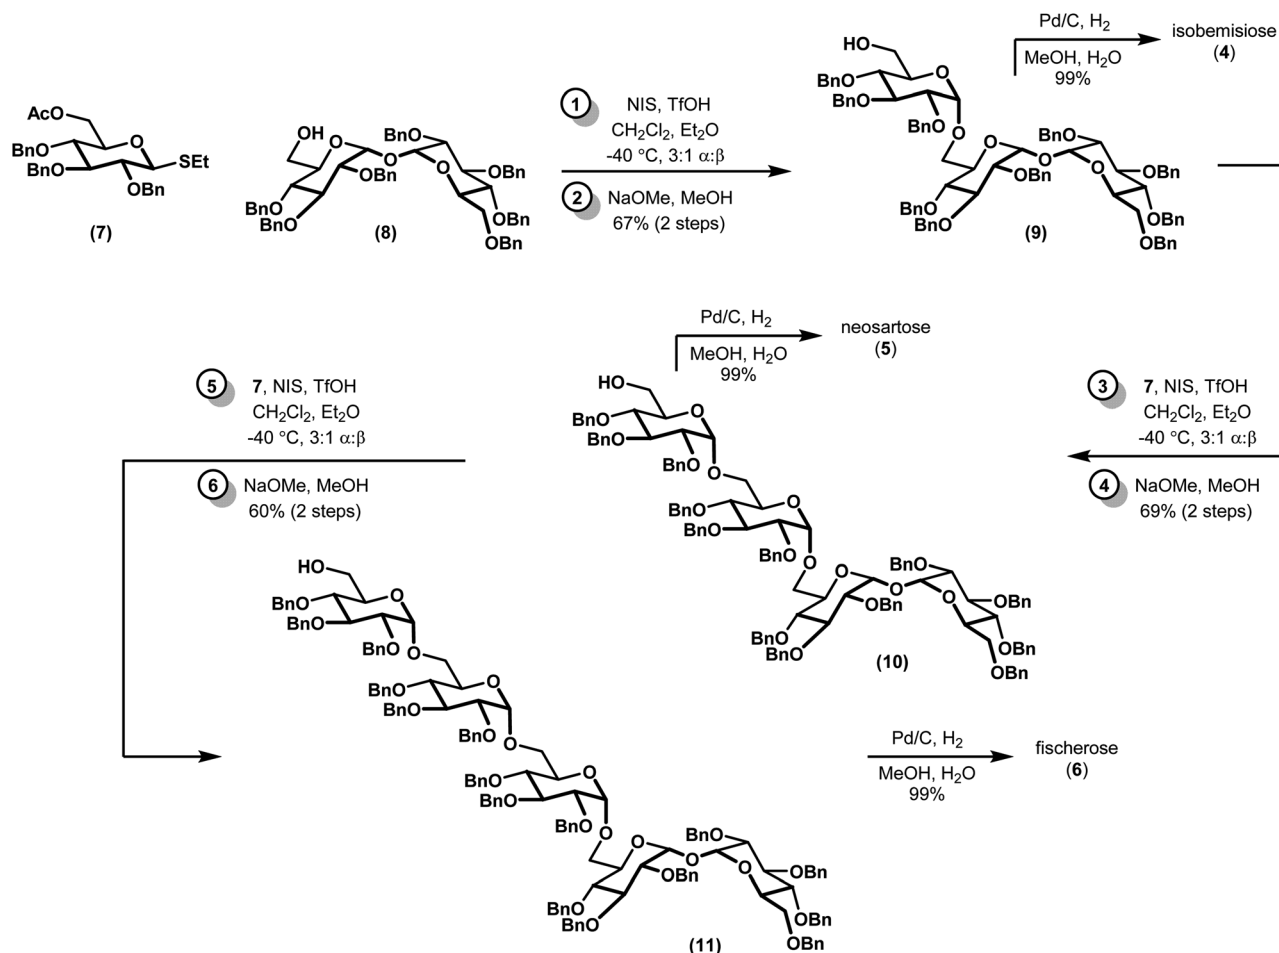 AcO
O
BnO
BnO
SEt
OBn
(7)
OH
O
BnO
O
O
OBn
OBn
BnO
OBn
BnO
OBn
(8)
1
NIS, TfOH
CH2Cl2, Et2O
-40 °C, 3:1 α:β
2
NaOMe, MeOH
67% (2 steps)
HO
O
BnO
BnO
BnO
O
O
BnO
O
O
OBn
OBn
BnO
OBn
BnO
OBn
(9)
Pd/C, H2
MeOH, H2O
99%
isobemisiose
(4)
3
7, NIS, TfOH
CH2Cl2, Et2O
-40 °C, 3:1 α:β
4
NaOMe, MeOH
69% (2 steps)
Pd/C, H2
MeOH, H2O
99%
neosartose
(5)
HO
O
BnO
BnO
BnO
O
O
BnO
BnO
BnO
O
O
BnO
O
O
OBn
OBn
BnO
OBn
BnO
OBn
(10)
5
7, NIS, TfOH
CH2Cl2, Et2O
-40 °C, 3:1 α:β
6
NaOMe, MeOH
60% (2 steps)
HO
O
BnO
BnO
BnO
O
O
BnO
BnO
BnO
O
O
BnO
BnO
BnO
O
O
BnO
O
O
OBn
OBn
BnO
OBn
BnO
OBn
(11)
Pd/C, H2
MeOH, H2O
99%
fischerose
(6)